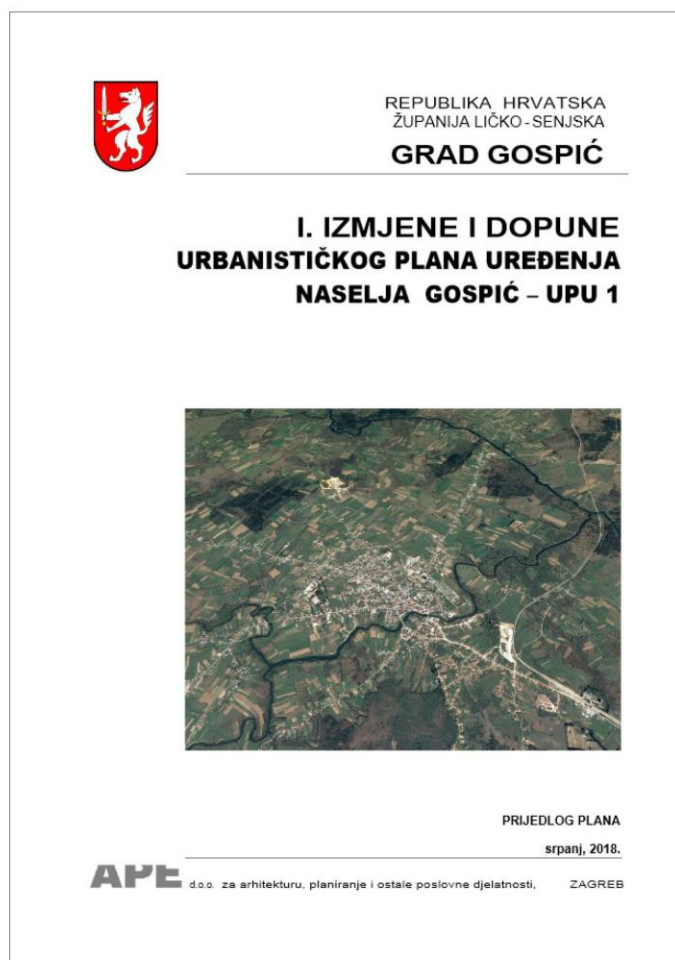 REPUBLIKA HRVATSKA
ŽUPANIJA LIČKO - SENJSKA
GRAD GOSPIĆ
I. IZMJENE I DOPUNE
URBANISTIČKOG PLANA UREĐENJA
NASELJA GOSPIĆ – UPU 1
PRIJEDLOG PLANA
srpanj, 2018.
APE d.o.o. za arhitekturu, planiranje i ostale poslovne djelatnosti, ZAGREB